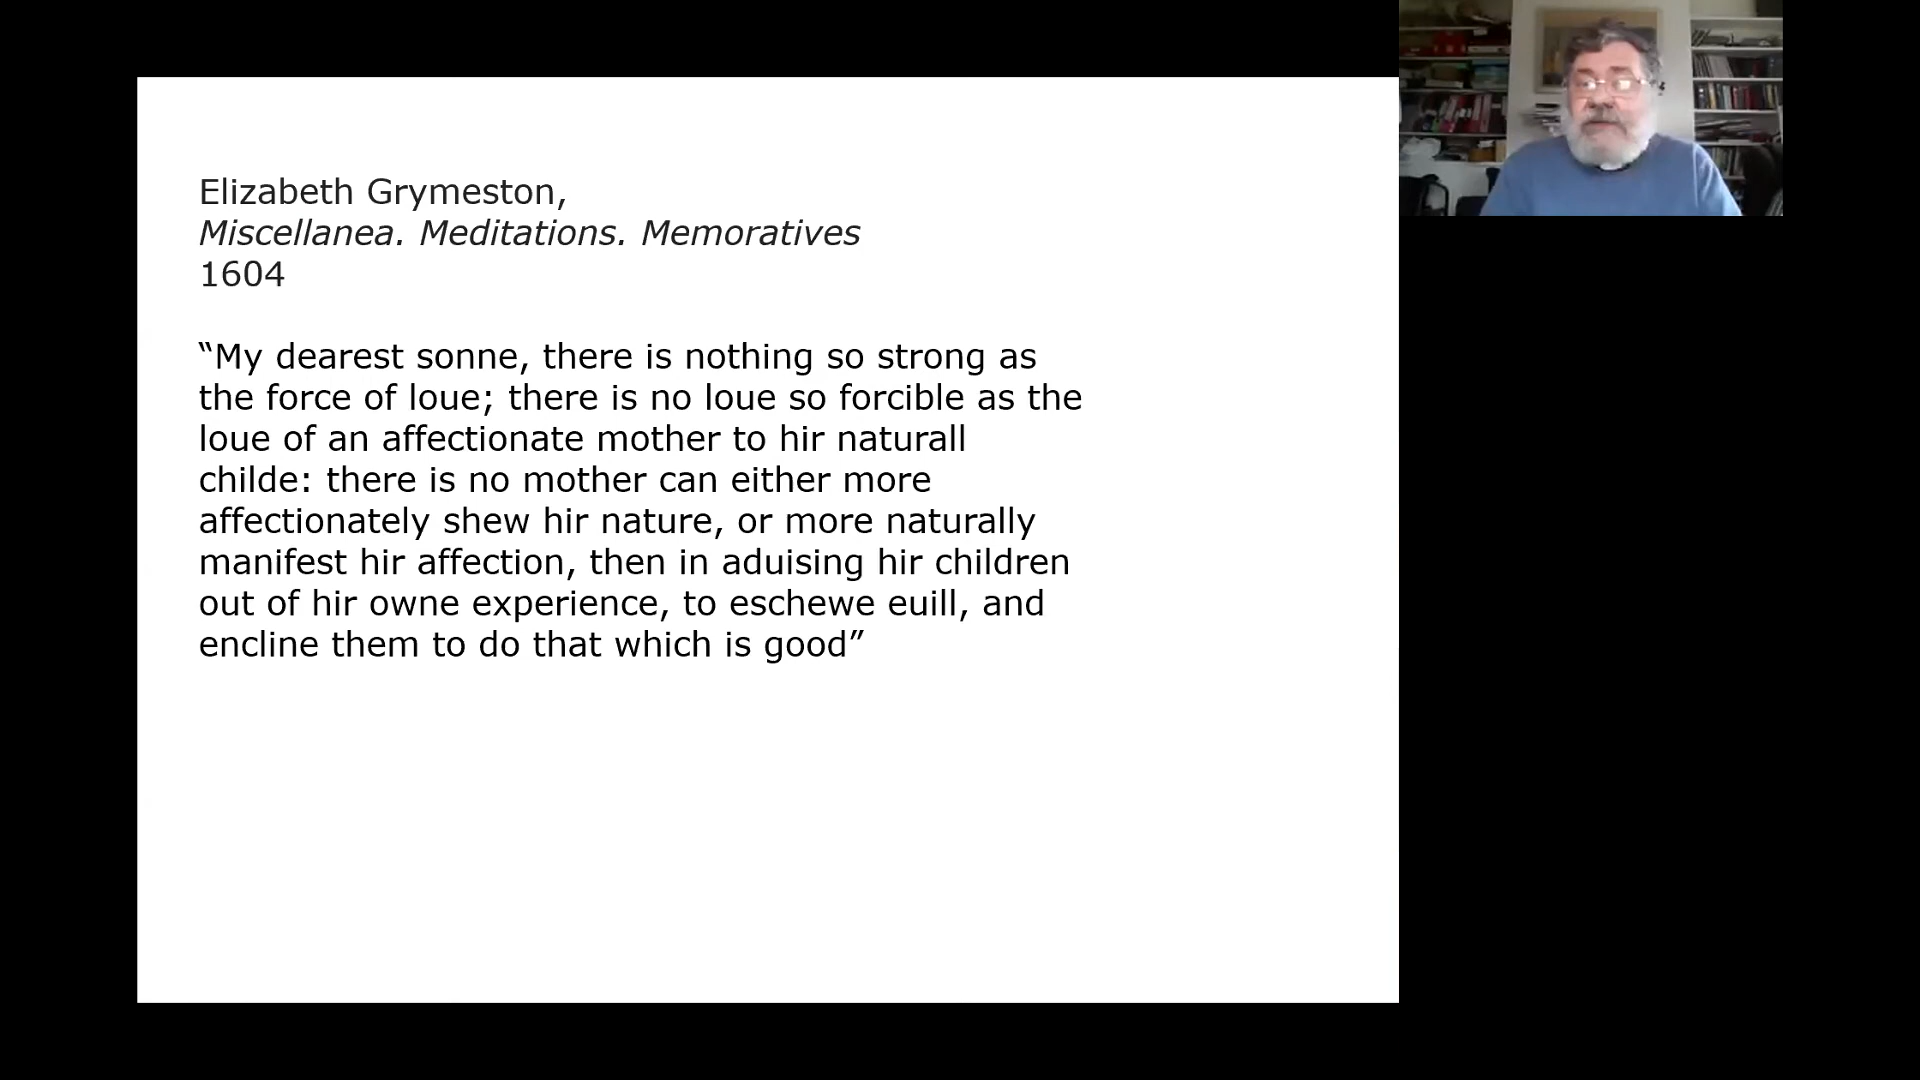 Elizabeth Grymeston,
Miscellanea. Meditations. Memoratives
1604
“My dearest sonne, there is nothing so strong as
the force of loue; there is no loue so forcible as the
loue of an affectionate mother to hir naturall
childe: there is no mother can either more
affectionately shew hir nature, or more naturally
manifest hir affection, then in aduising hir children
out of hir owne experience, to eschewe euill, and
encline them to do that which is good”